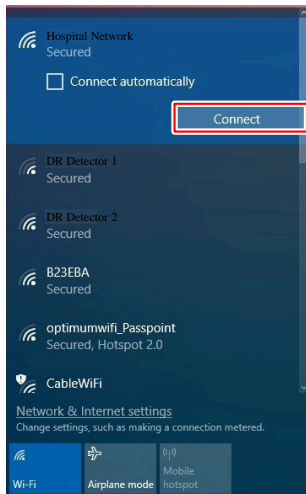 Hospital Network
Secured
Connect automatically
Connect
DR Detector 1
Secured
DR Detector 2
Secured
B23EBA
Secured
optimumwifi_Passpoint
Secured, Hotspot 2.0
CableWiFi
Network & Internet settings
Change settings, such as making a connection metered.
Wi-Fi
Airplane mode
Mobile
hotspot